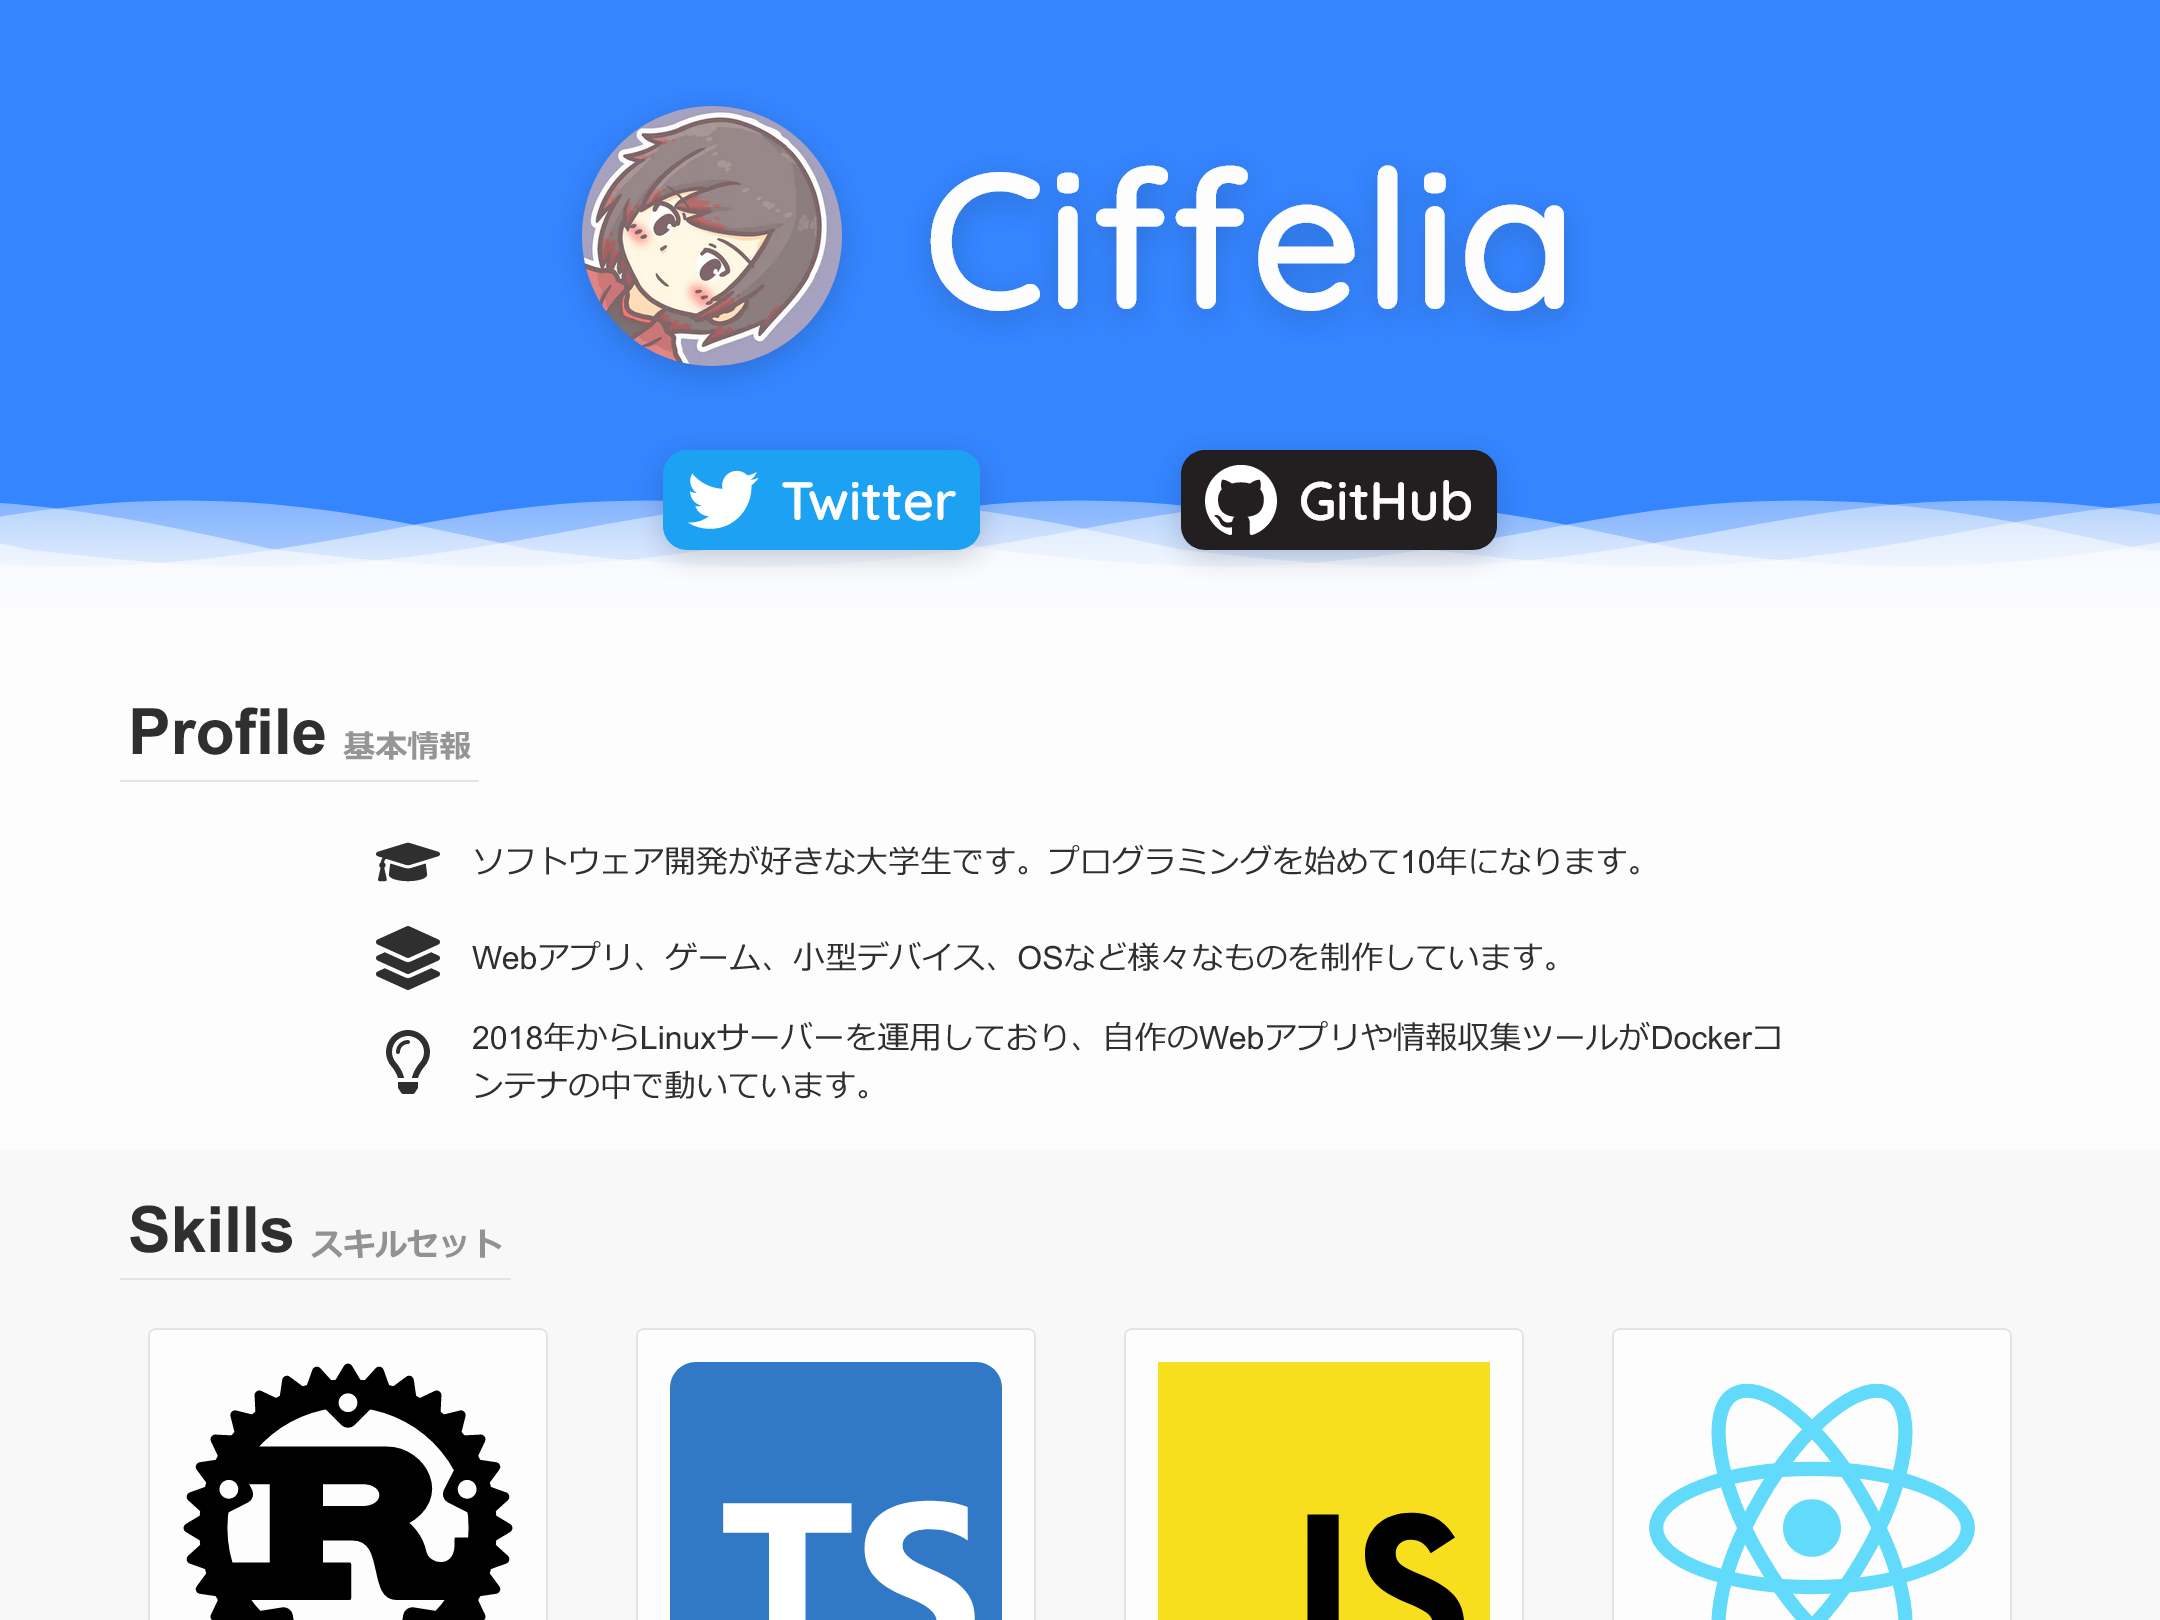 Ciffelia
Twitter
GitHub
Profile 基本情報
ソフトウェア開発が好きな大学生です。プログラミングを始めて10年になります。
Webアプリ、ゲーム、小型デバイス、OSなど様々なものを制作しています。
2018年からLinuxサーバーを運用しており、自作のWebアプリや情報収集ツールがDockerコ
ンテナの中で動いています。
Skills スキルセット
R
TS
JS